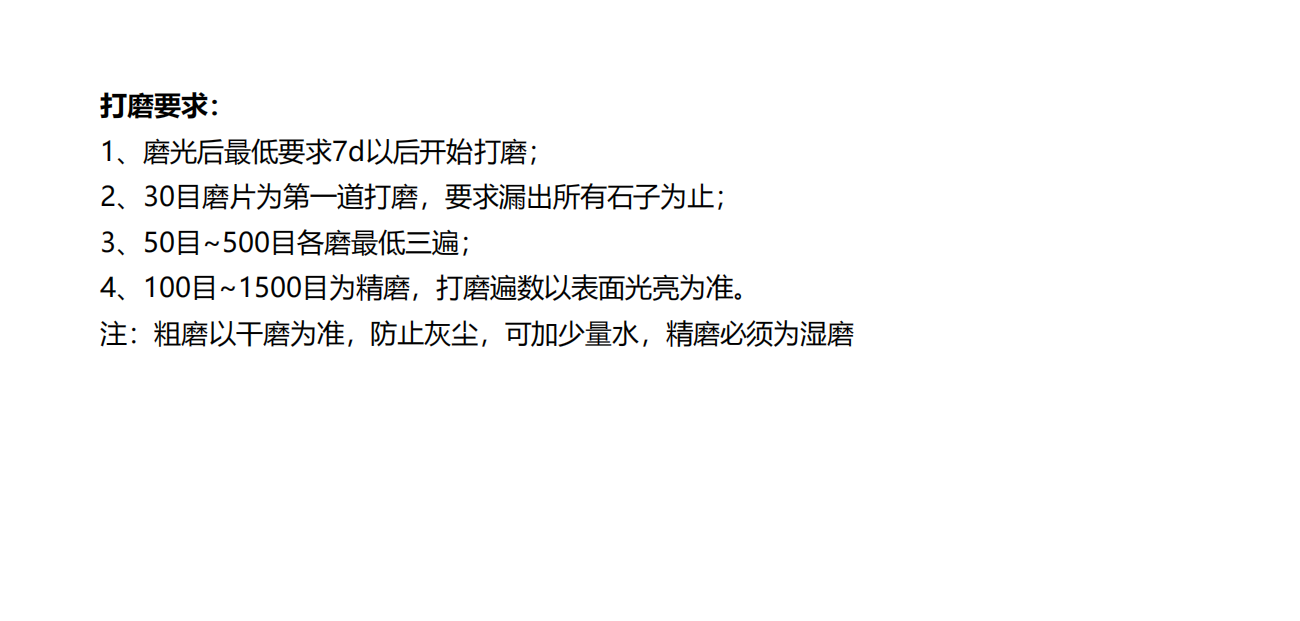 打磨要求：
1、磨光后最低要求7d以后开始打磨；
2、30目磨片为第一道打磨，要求漏出所有石子为止；
3、50目~500目各磨最低三遍；
4、100目~1500目为精磨，打磨遍数以表面光亮为准。
注：粗磨以干磨为准，防止灰尘，可加少量水，精磨必须为湿磨